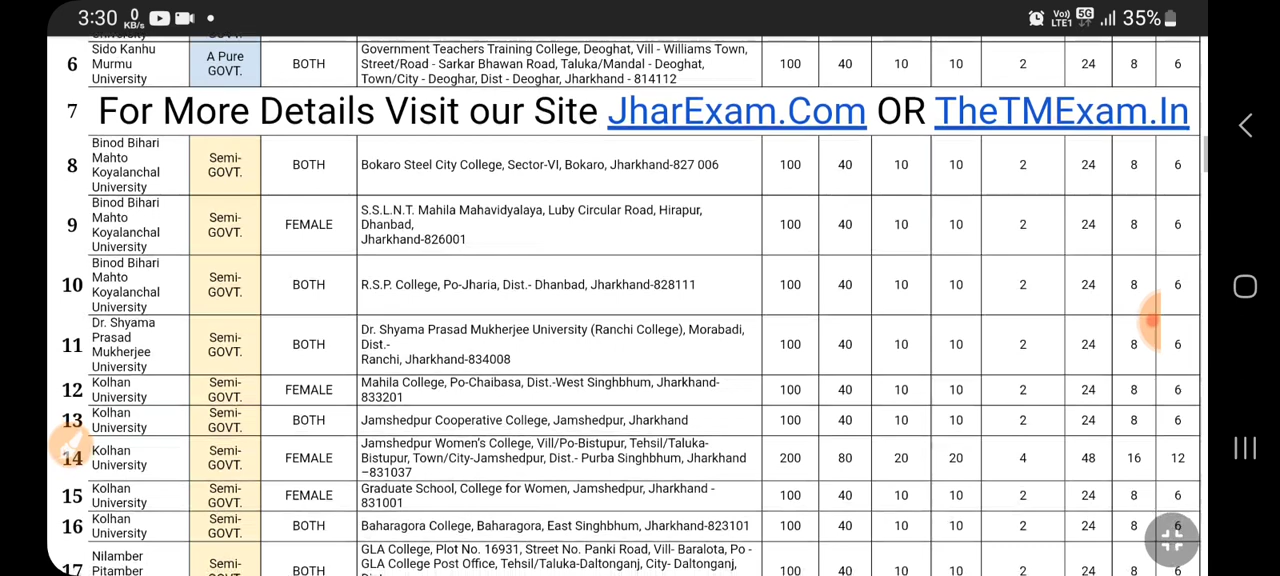 3:30 0 KB/s Vo)) LTE1 5G 35%
University GOVT.
6 Sido Kanhu Murmu University A Pure GOVT. BOTH Government Teachers Training College, Deoghat, Vill - Williams Town, Street/Road - Sarkar Bhawan Road, Taluka/Mandal - Deoghat, Town/City - Deoghar, Dist - Deoghar, Jharkhand - 814112 100 40 10 10 2 24 8 6
7 For More Details Visit our Site JharExam.Com OR TheTMExam.In
8 Binod Bihari Mahto Koyalanchal University Semi-GOVT. BOTH Bokaro Steel City College, Sector-VI, Bokaro, Jharkhand-827 006 100 40 10 10 2 24 8 6
9 Binod Bihari Mahto Koyalanchal University Semi-GOVT. FEMALE S.S.L.N.T. Mahila Mahavidyalaya, Luby Circular Road, Hirapur, Dhanbad, Jharkhand-826001 100 40 10 10 2 24 8 6
10 Binod Bihari Mahto Koyalanchal University Semi-GOVT. BOTH R.S.P. College, Po-Jharia, Dist.- Dhanbad, Jharkhand-828111 100 40 10 10 2 24 8 6
11 Dr. Shyama Prasad Mukherjee University Semi-GOVT. BOTH Dr. Shyama Prasad Mukherjee University (Ranchi College), Morabadi, Dist.- Ranchi, Jharkhand-834008 100 40 10 10 2 24 8 6
12 Kolhan University Semi-GOVT. FEMALE Mahila College, Po-Chaibasa, Dist.-West Singhbhum, Jharkhand-833201 100 40 10 10 2 24 8 6
13 Kolhan University Semi-GOVT. BOTH Jamshedpur Cooperative College, Jamshedpur, Jharkhand 100 40 10 10 2 24 8 6
14 Kolhan University Semi-GOVT. FEMALE Jamshedpur Women's College, Vill/Po-Bistupur, Tehsil/Taluka-Bistupur, Town/City-Jamshedpur, Dist.- Purba Singhbhum, Jharkhand –831037 200 80 20 20 4 48 16 12
15 Kolhan University Semi-GOVT. FEMALE Graduate School, College for Women, Jamshedpur, Jharkhand - 831001 100 40 10 10 2 24 8 6
16 Kolhan University Semi-GOVT. BOTH Baharagora College, Baharagora, East Singhbhum, Jharkhand-823101 100 40 10 10 2 24 8 6
17 Nilamber Pitamber Semi-GOVT. BOTH GLA College, Plot No. 16931, Street No. Panki Road, Vill- Baralota, Po - GLA College Post Office, Tehsil/Taluka-Daltonganj, City- Daltonganj, 100 40 10 10 2 24 8 6